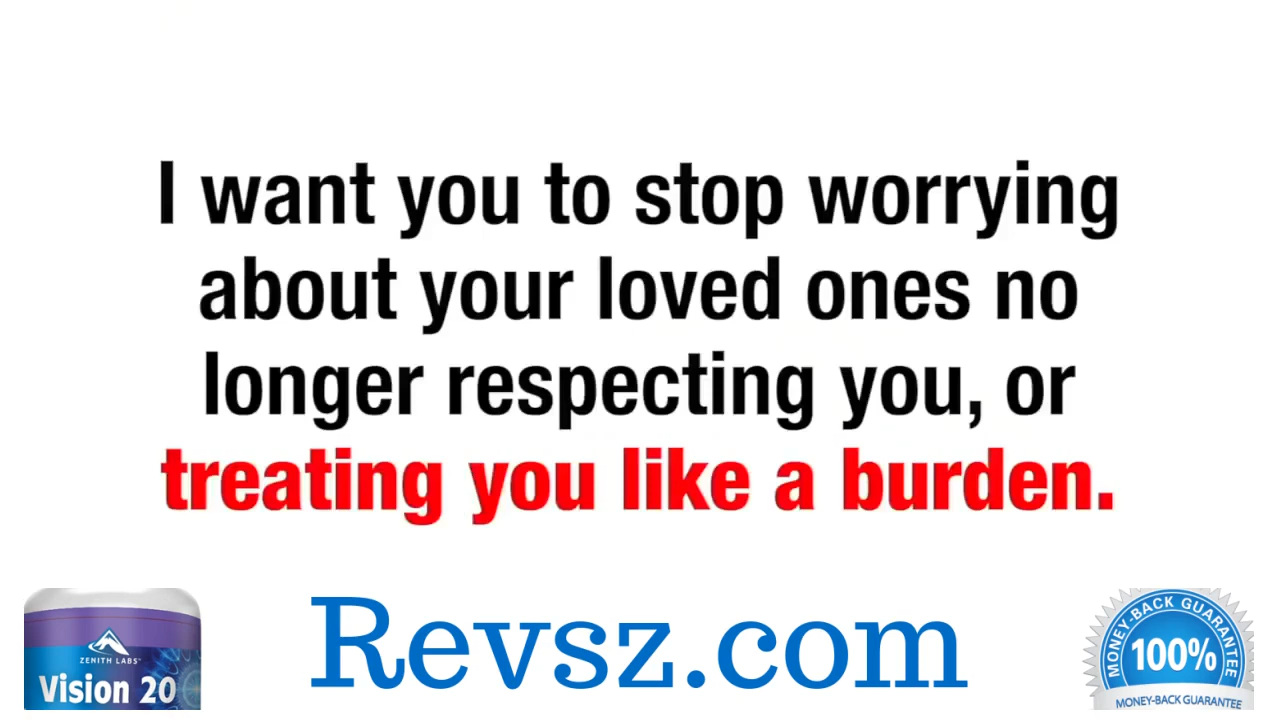 I want you to stop worrying
about your loved ones no
longer respecting you, or
treating you like a burden.
ZENITH LABS™
Vision 20
Revsz.com
MONEY-BACK GUARANTEE
100%
MONEY-BACK GUARANTEE